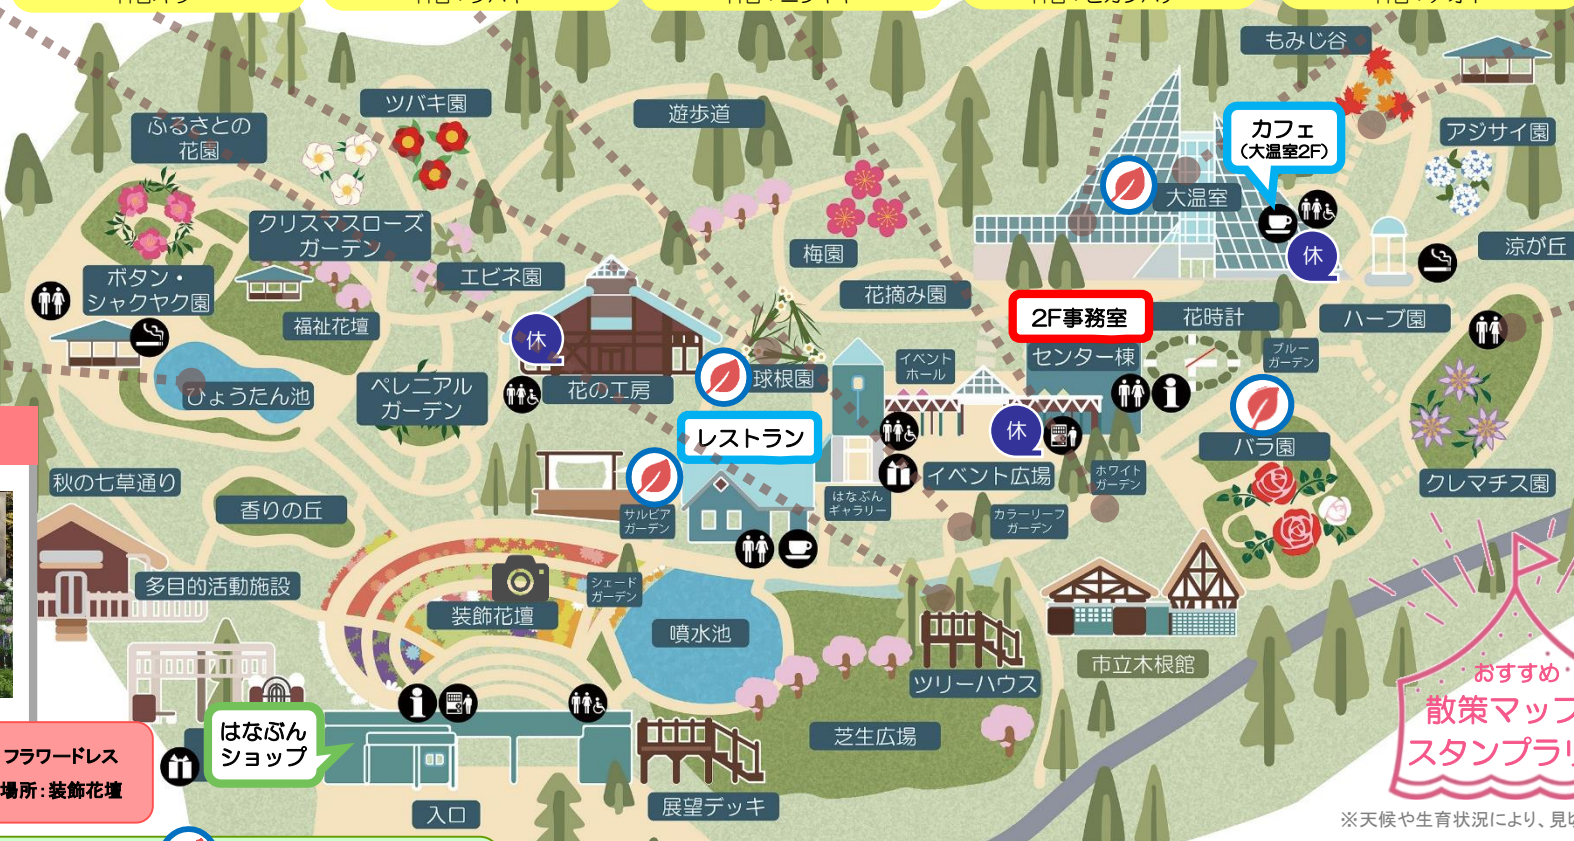 もみじ谷
ツバキ園
遊歩道
カフェ
(大温室2F)
アジサイ園
ふるさとの
花園
大温室
クリスマスローズ
ガーデン
梅園
涼が丘
休
ボタン・
シャクヤク園
エビネ園
花摘み園
2F事務室
花時計
ハーブ園
福祉花壇
休
センター棟
ブルー
ガーデン
イベント
ホール
ひょうたん池
ペレニアル
ガーデン
花の工房
球根園
レストラン
休
バラ園
秋の七草通り
イベント広場
ホワイト
ガーデン
クレマチス園
香りの丘
サルビア
ガーデン
はなぶん
ギャラリー
カラーリーフ
ガーデン
多目的活動施設
シェード
ガーデン
装飾花壇
噴水池
市立木根館
ツリーハウス
おすすめ
散策マップ
スタンプラリ
はなぶん
ショップ
芝生広場
フラワードレス
場所:装飾花壇
入口
展望デッキ
※天候や生育状況により、見